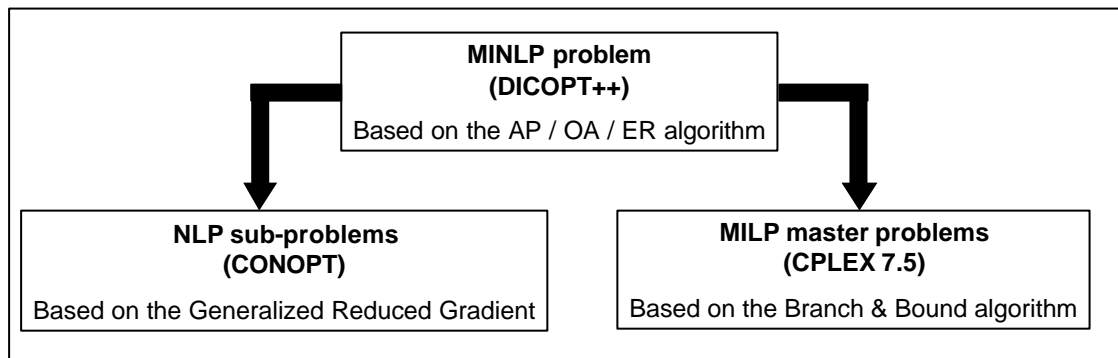 MINLP problem
(DICOPT++)
Based on the AP / OA / ER algorithm
NLP sub-problems
(CONOPT)
Based on the Generalized Reduced Gradient
MILP master problems
(CPLEX 7.5)
Based on the Branch & Bound algorithm